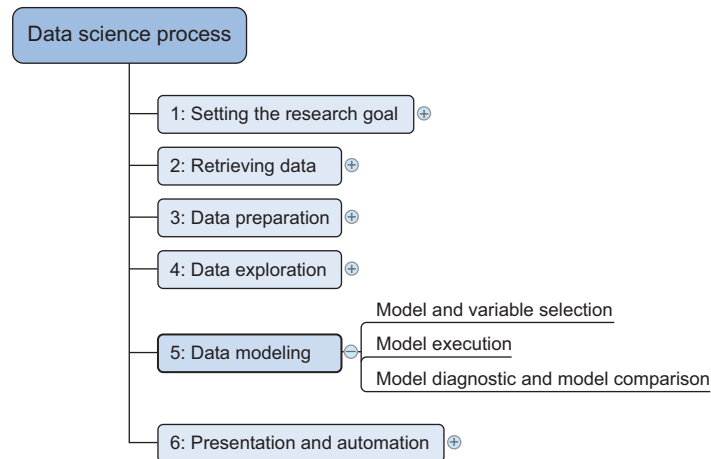 Data science process
1: Setting the research goal
2: Retrieving data
3: Data preparation
4: Data exploration
5: Data modeling
Model and variable selection
Model execution
Model diagnostic and model comparison
6: Presentation and automation